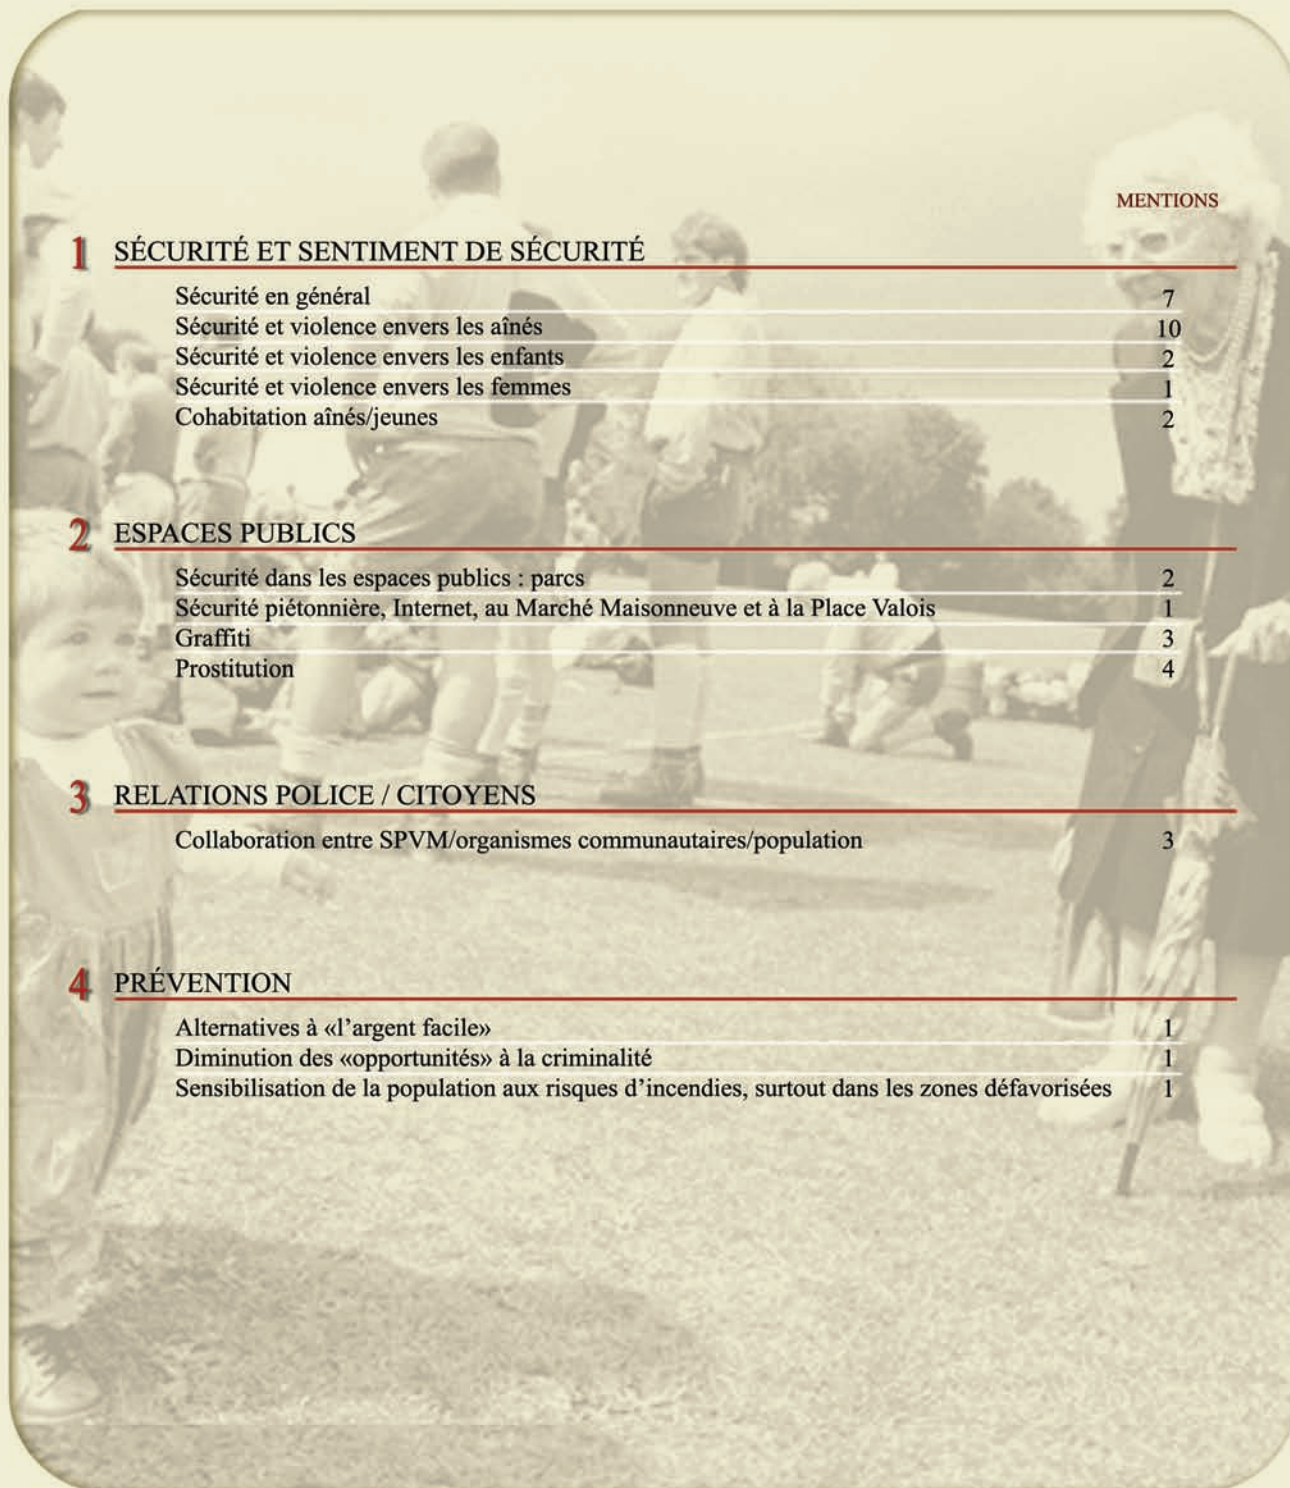 MENTIONS
1 SÉCURITÉ ET SENTIMENT DE SÉCURITÉ
Sécurité en général 7
Sécurité et violence envers les aînés 10
Sécurité et violence envers les enfants 2
Sécurité et violence envers les femmes 1
Cohabitation aînés/jeunes 2
2 ESPACES PUBLICS
Sécurité dans les espaces publics : parcs 2
Sécurité piétonnière, Internet, au Marché Maisonneuve et à la Place Valois 1
Graffiti 3
Prostitution 4
3 RELATIONS POLICE / CITOYENS
Collaboration entre SPVM/organismes communautaires/population 3
4 PRÉVENTION
Alternatives à «l’argent facile» 1
Diminution des «opportunités» à la criminalité 1
Sensibilisation de la population aux risques d’incendies, surtout dans les zones défavorisées 1